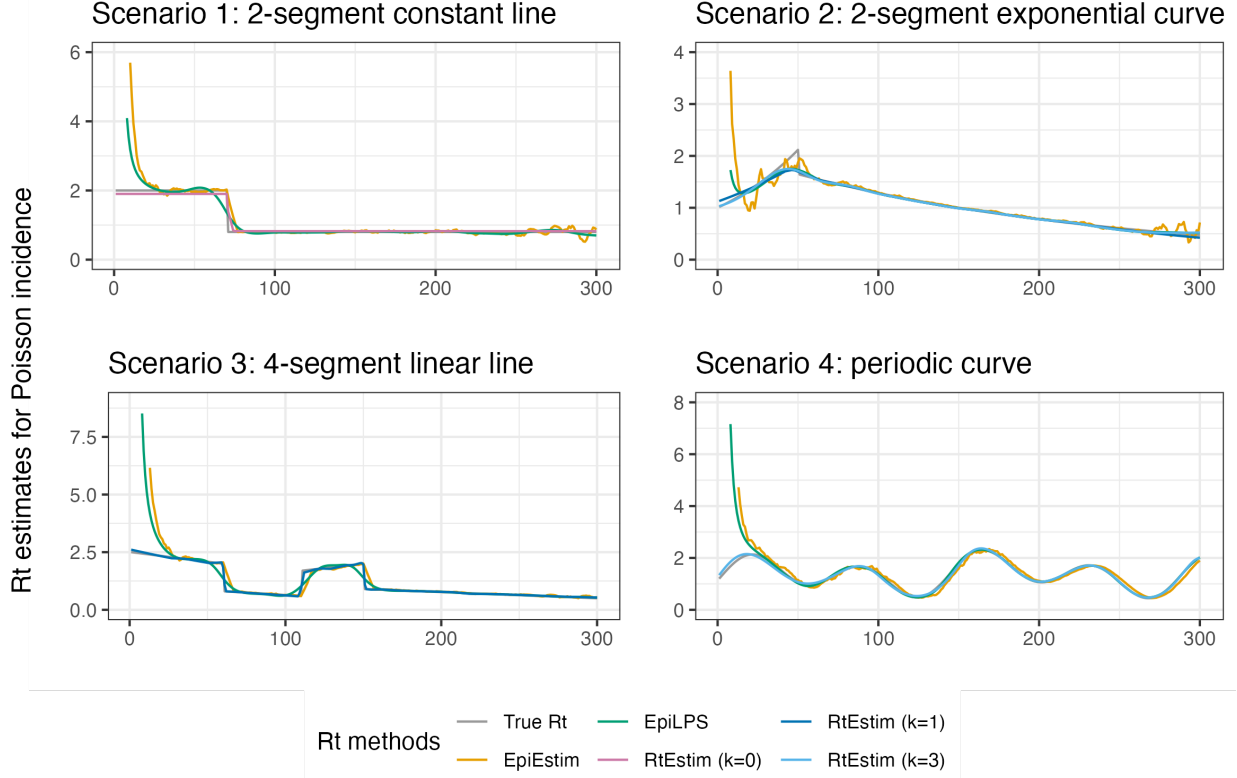 Scenario 1: 2-segment constant line
Scenario 2: 2-segment exponential curve
6
4
2
0
0 100 200 300
4
3
2
1
0
0 100 200 300
Rt estimates for Poisson incidence
Scenario 3: 4-segment linear line
Scenario 4: periodic curve
7.5
5.0
2.5
0.0
0 100 200 300
8
6
4
2
0
0 100 200 300
Rt methods
True Rt EpiLPS RtEstim (k=1)
EpiEstim RtEstim (k=0) RtEstim (k=3)